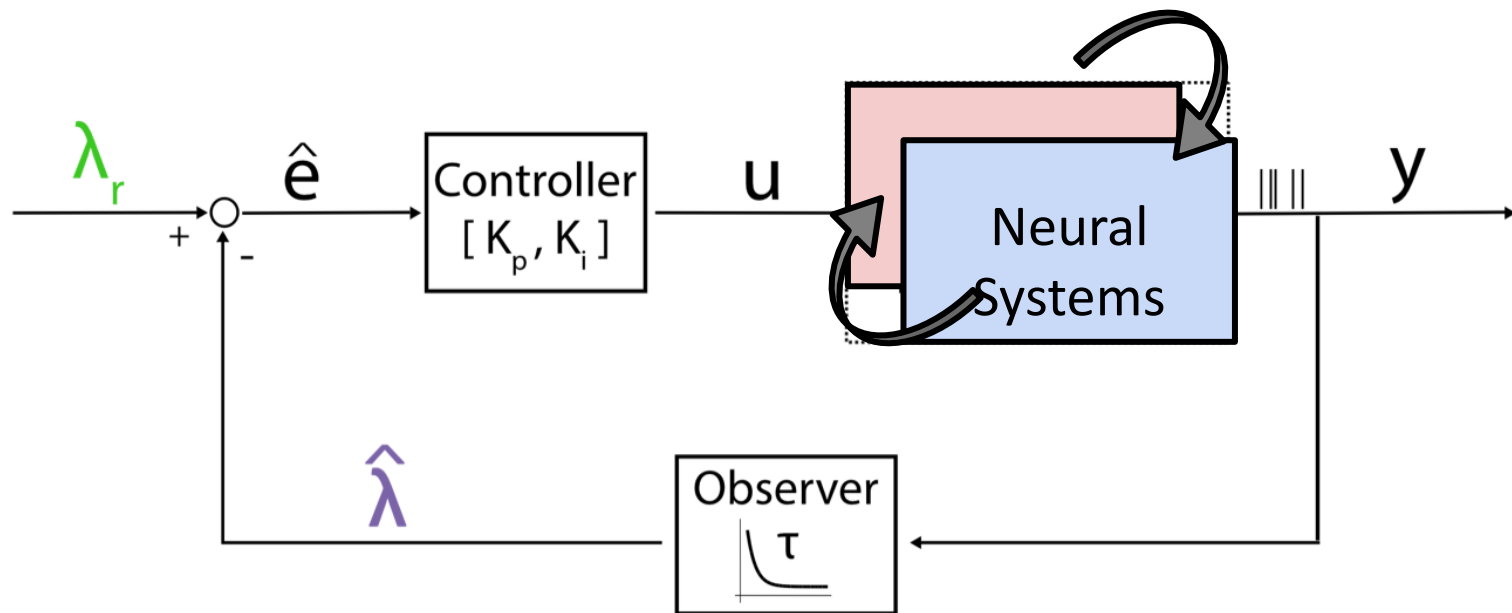 λr
+
-
ê
Controller
[ Kp , Ki ]
u
Neural
Systems
y
λ̂
Observer
τ